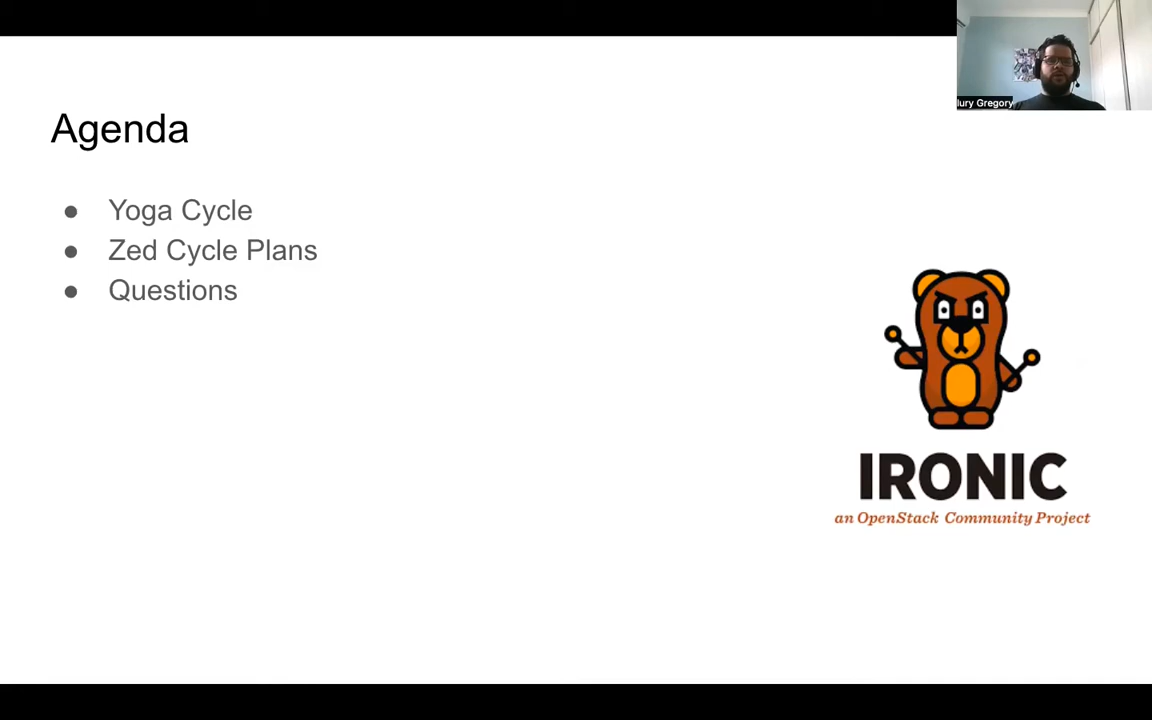 Iury Gregory
Agenda
● Yoga Cycle
● Zed Cycle Plans
● Questions
IRONIC
an OpenStack Community Project